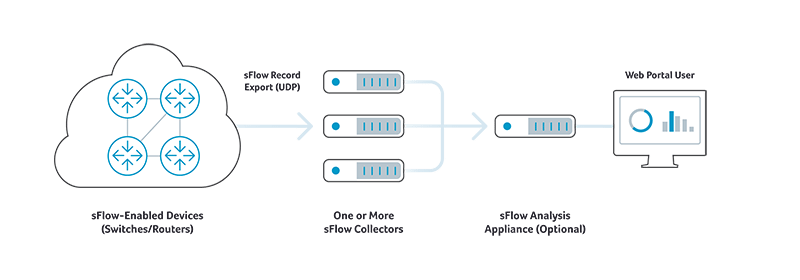 sFlow Record
Export (UDP)
Web Portal User
sFlow-Enabled Devices
(Switches/Routers)
One or More
sFlow Collectors
sFlow Analysis
Appliance (Optional)